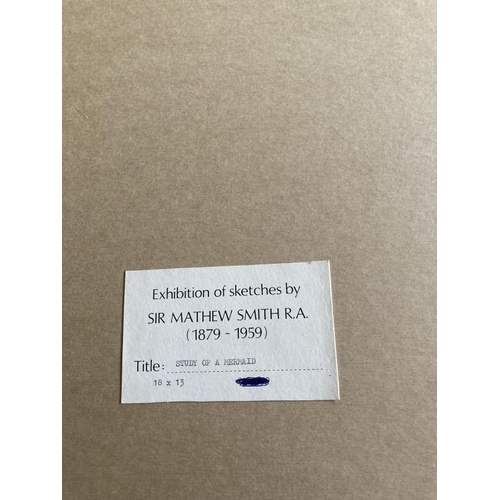 Exhibition of sketches by
SIR MATHEW SMITH R.A.
(1879 ~ 1959)
Title: STUDY OF A MERMAID
18 x 13